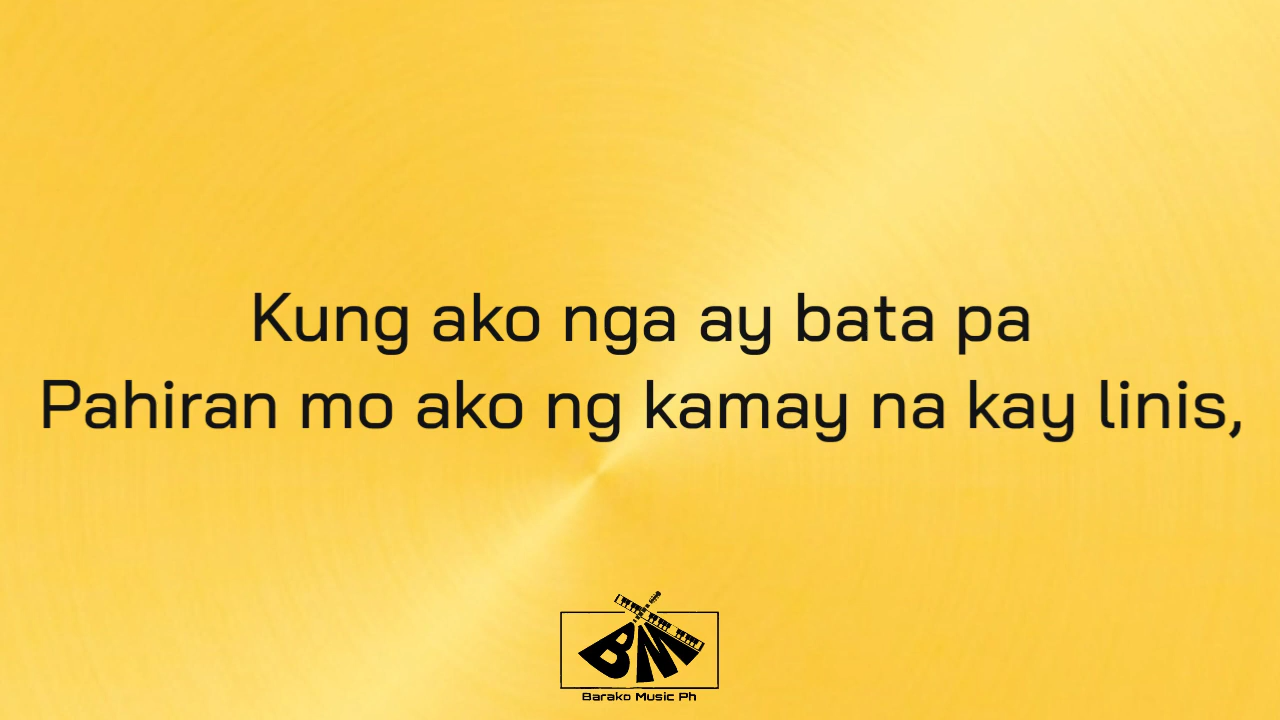 Kung ako nga ay bata pa
Pahiran mo ako ng kamay na kay linis,
BM
Barako Music Ph